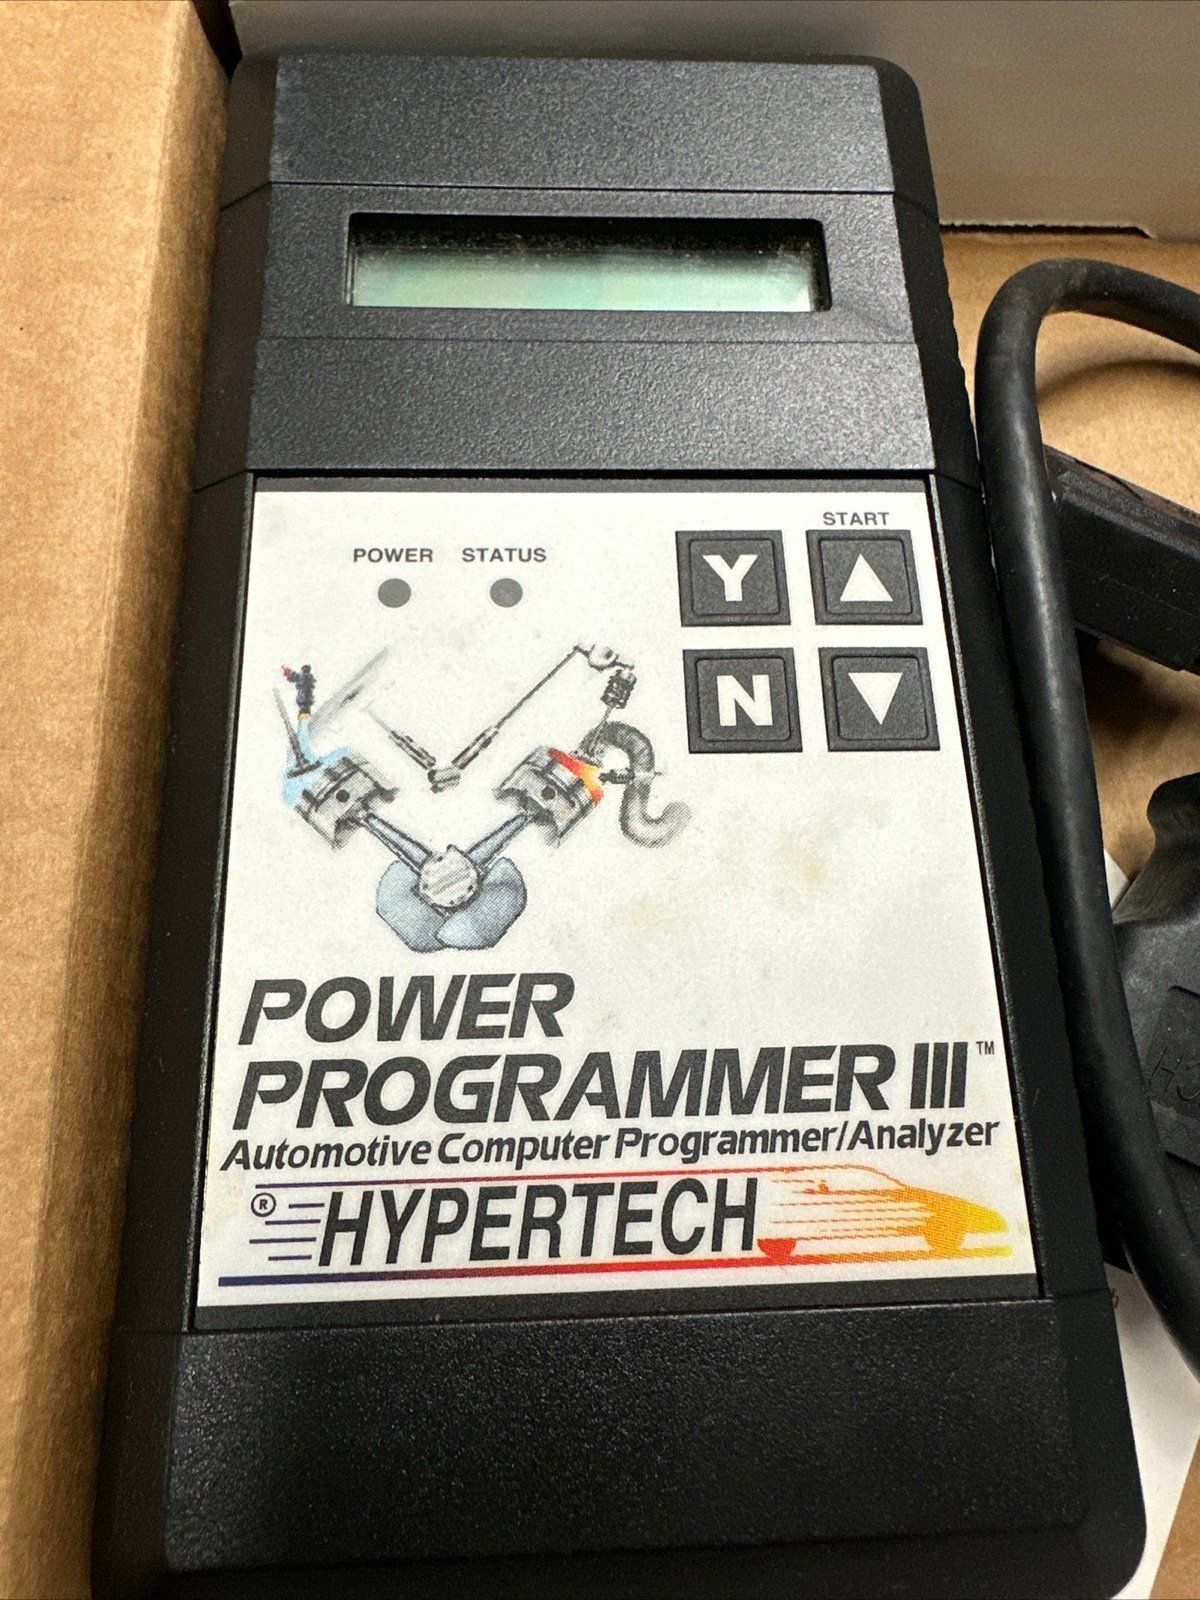 START
POWER STATUS
Y
N
POWER
PROGRAMMER III™
Automotive Computer Programmer/Analyzer
® HYPERTECH